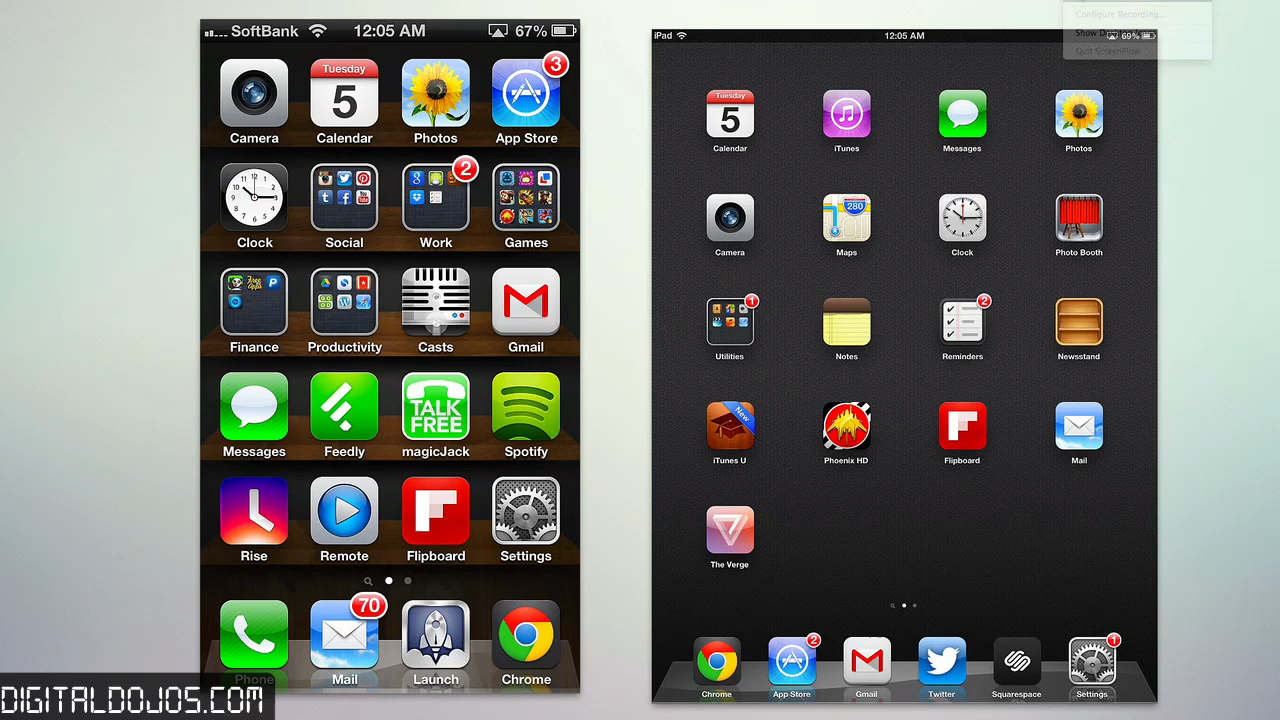 SoftBank 12:05 AM 67%
Tuesday
5
3
Camera Calendar Photos App Store
2
Clock Social Work Games
Finance Productivity Casts Gmail
TALK
FREE
Messages Feedly magicJack Spotify
Rise Remote Flipboard Settings
70
Phone Mail Launch Chrome
iPad 12:05 AM 69%
Configure Recording...
Quit ScreenFlow
Tuesday
5
Calendar iTunes Messages Photos
280
Camera Maps Clock Photo Booth
1
2
Utilities Notes Reminders Newsstand
New
iTunes U Phoenix HD Flipboard Mail
The Verge
2
1
Chrome App Store Gmail Twitter Squarespace Settings
DIGITALDOJOS.COM